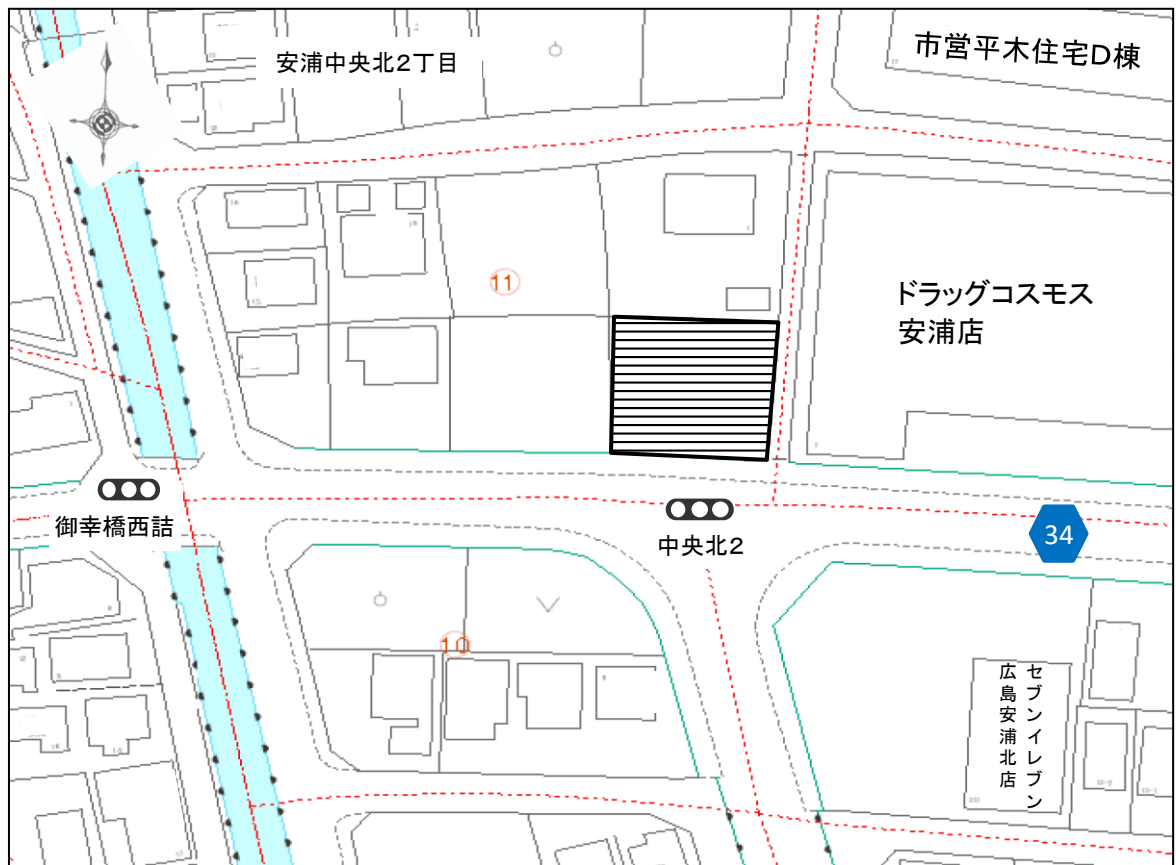 安浦中央北2丁目
市営平木住宅D棟
11
ドラッグコスモス
安浦店
御幸橋西詰
中央北2
34
10
セブンイレブン
広島安浦北店